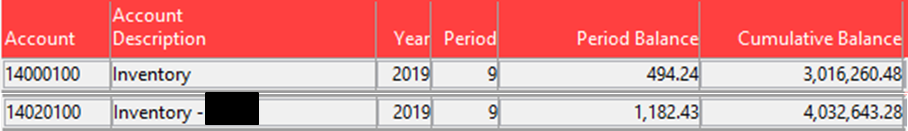 Account Account Description Year Period Period Balance Cumulative Balance
14000100 Inventory 2019 9 494.24 3,016,260.48
14020100 Inventory - 2019 9 1,182.43 4,032,643.28